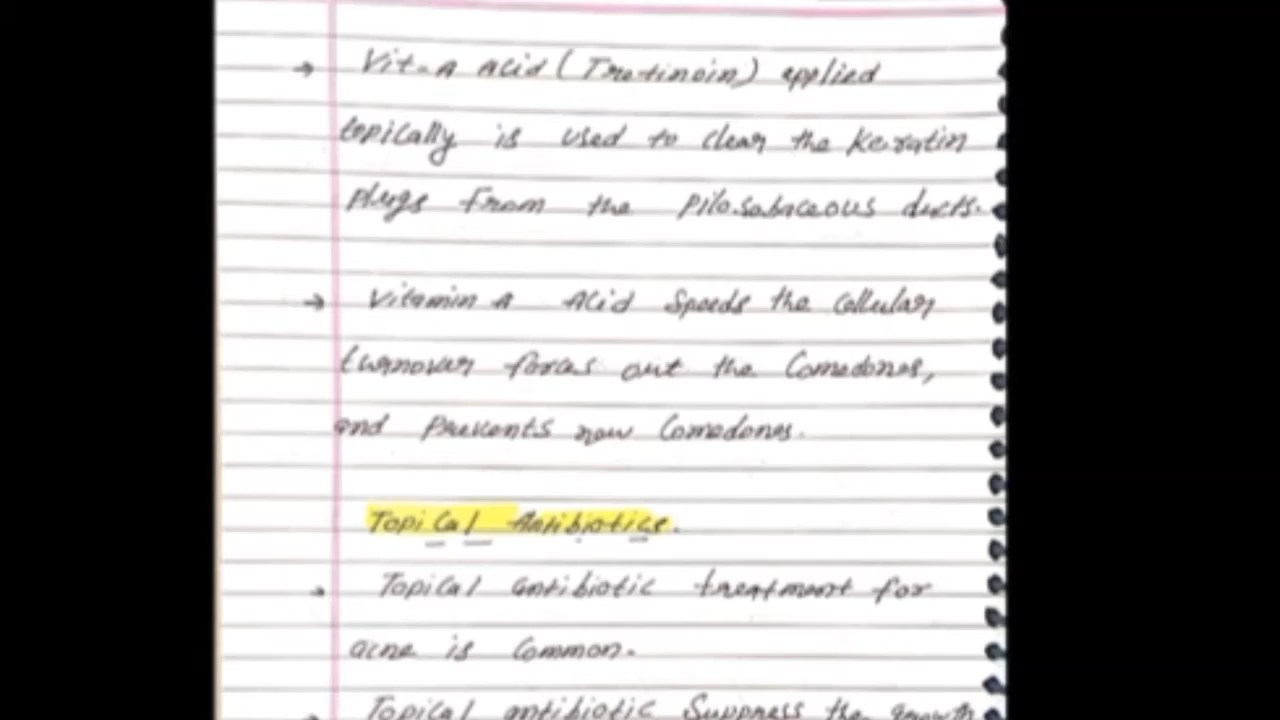 → Vit-A acid (Tretinoin) applied
topically is used to clear the Keratin
plugs from the pilosabaceous ducts.
→ Vitamin A Acid Speeds the Cellular
turnover forces out the Comedones,
and Prevents new Comedones.
Topical Antibiotics.
→ Topical antibiotic treatment for
acne is Common.
→ Topical antibiotic Suppress the growth